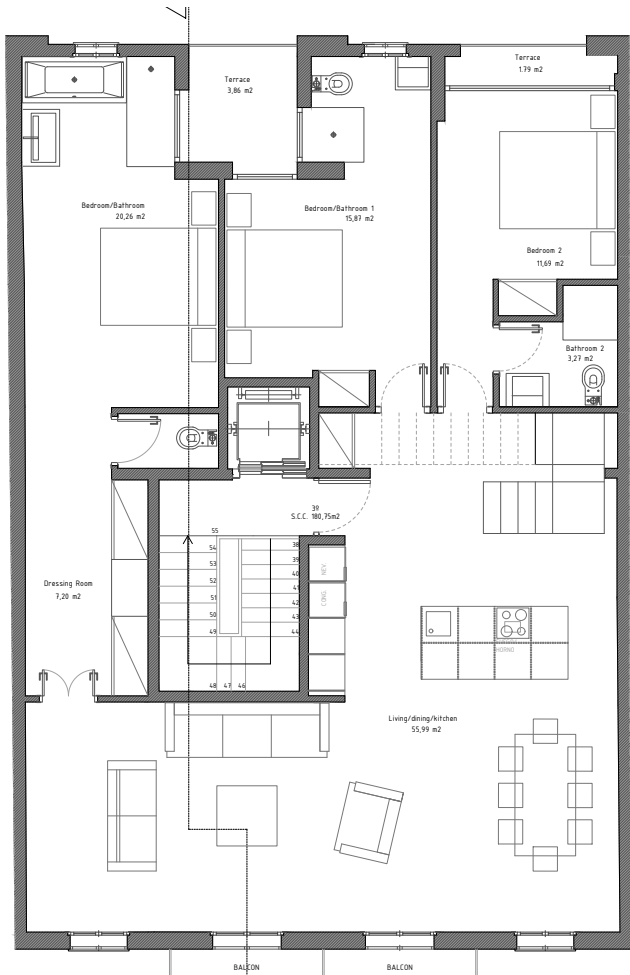 Terrace
1.79 m2
Terrace
3,86 m2
Bedroom/Bathroom
20,26 m2
Bedroom/Bathroom 1
15,87 m2
Bedroom 2
11,69 m2
Bathroom 2
3,27 m2
3º
S.C.C. 180,75m2
55
54
53
52
51
50
49
48 47 46
38
39
40
41
42
43
44
NEV.
CONG.
Dressing Room
7,20 m2
HORNO
Living/dining/kitchen
55,99 m2
BALCON
BALCON